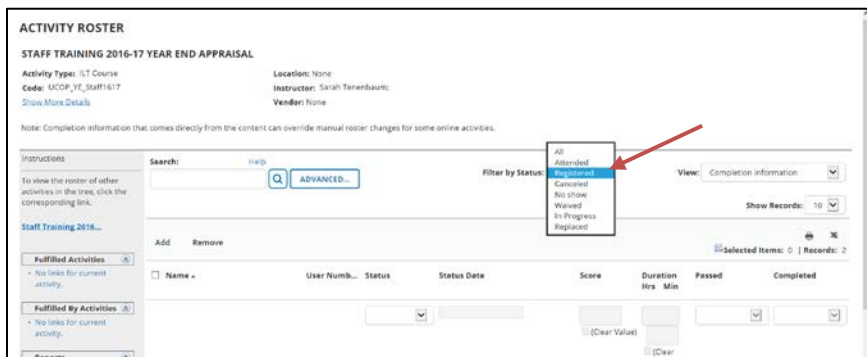 ACTIVITY ROSTER
STAFF TRAINING 2016-17 YEAR END APPRAISAL
Activity Type: ILT Course
Location: None
Code: UCOP_YE_Staff1617
Instructor: Sarah Tenenbaum;
Show More Details
Vendor: None
Note: Completion information that comes directly from the content can override manual roster changes for some online activities.
Instructions
To view the roster of other
activities in the tree, click the
corresponding link.
Staff Training 2016...
Fulfilled Activities
No links for current
activity.
Fulfilled By Activities
No links for current
activity.
Reports
Search:
Help
ADVANCED...
Filter by Status:
All
Attended
Registered
Canceled
No show
Waived
In Progress
Replaced
View: Completion information
Show Records: 10
Add Remove
Selected Items: 0 | Records: 2
Name
User Numb...
Status
Status Date
Score
Duration
Hrs Min
Passed
Completed
(Clear Value)
(Clear